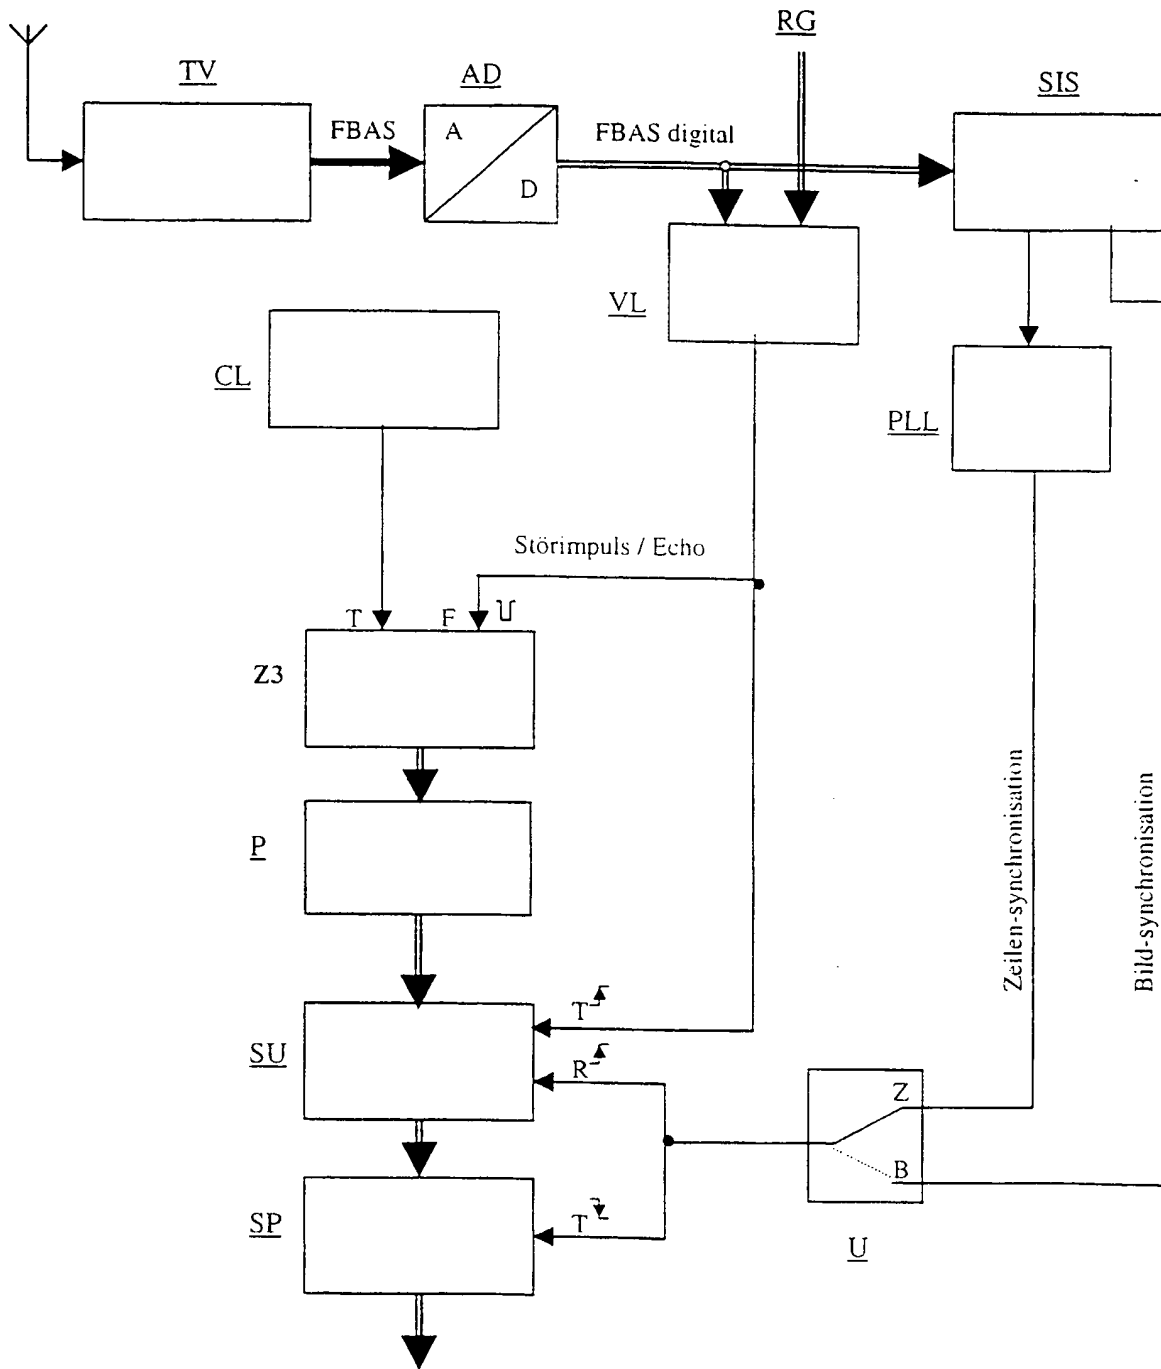 RG
TV
AD
SIS
FBAS
A
D
FBAS digital
VL
CL
PLL
Störimpuls / Echo
T
F
Z3
P
Zeilen-synchronisation
Bild-synchronisation
T
SU
R
Z
B
SP
T
U